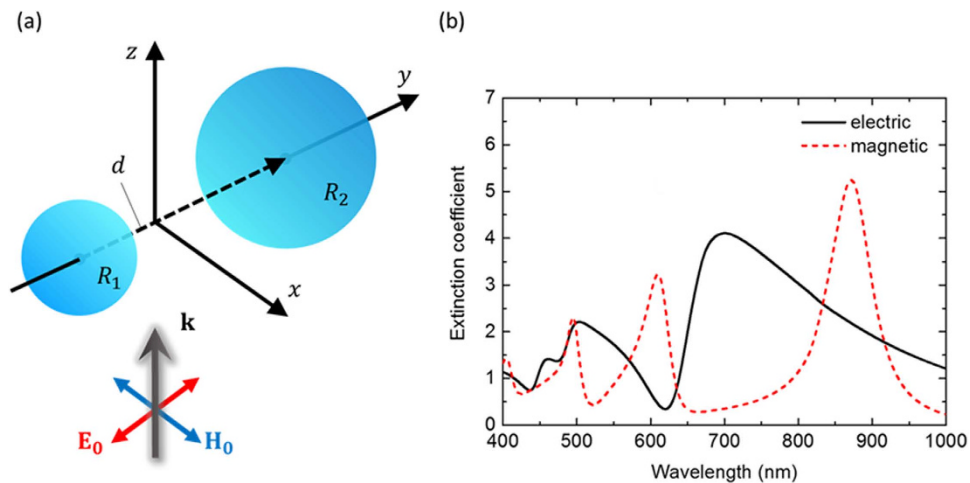 (a)
z
y
d
R₂
R₁
x
k
E₀
H₀
(b)
7
6
5
4
3
2
1
0
electric
magnetic
Extinction coefficient
400 500 600 700 800 900 1000
Wavelength (nm)